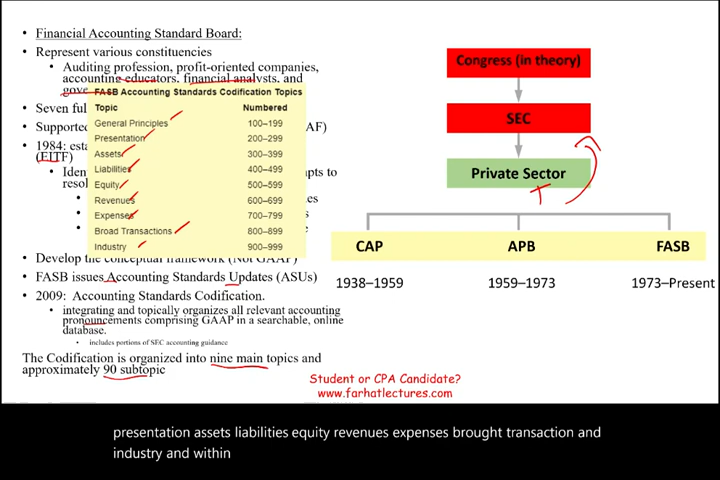 • Financial Accounting Standard Board:
• Represent various constituencies
• Auditing profession, profit-oriented companies,
accounting educators, financial analysts, and
gove
FASB Accounting Standards Codification Topics
Topic Numbered
General Principles 100–199
Presentation 200–299
Assets 300–399
Liabilities 400–499
Equity 500–599
Revenues 600–699
Expenses 700–799
Broad Transactions 800–899
Industry 900–999
• Seven ful
• Supported AF)
• 1984: esta
(EITF)
• Iden pts to
resol
• es
• s
• e
• Develop the conceptual framework (Not GAAP)
• FASB issues Accounting Standards Updates (ASUs)
• 2009: Accounting Standards Codification.
• integrating and topically organizes all relevant accounting
pronouncements comprising GAAP in a searchable, online
database.
• includes portions of SEC accounting guidance
The Codification is organized into nine main topics and
approximately 90 subtopic
Congress (in theory)
SEC
Private Sector
CAP APB FASB
1938–1959 1959–1973 1973–Present
Student or CPA Candidate?
www.farhatlectures.com
presentation assets liabilities equity revenues expenses brought transaction and
industry and within